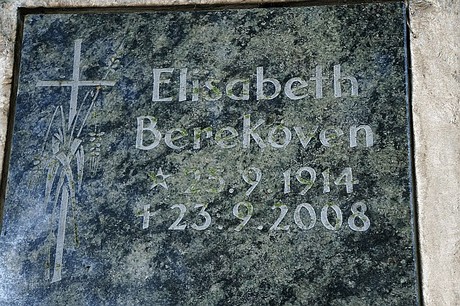 Elisabeth
Berekoven
* 25.9.1914
† 23.9.2008